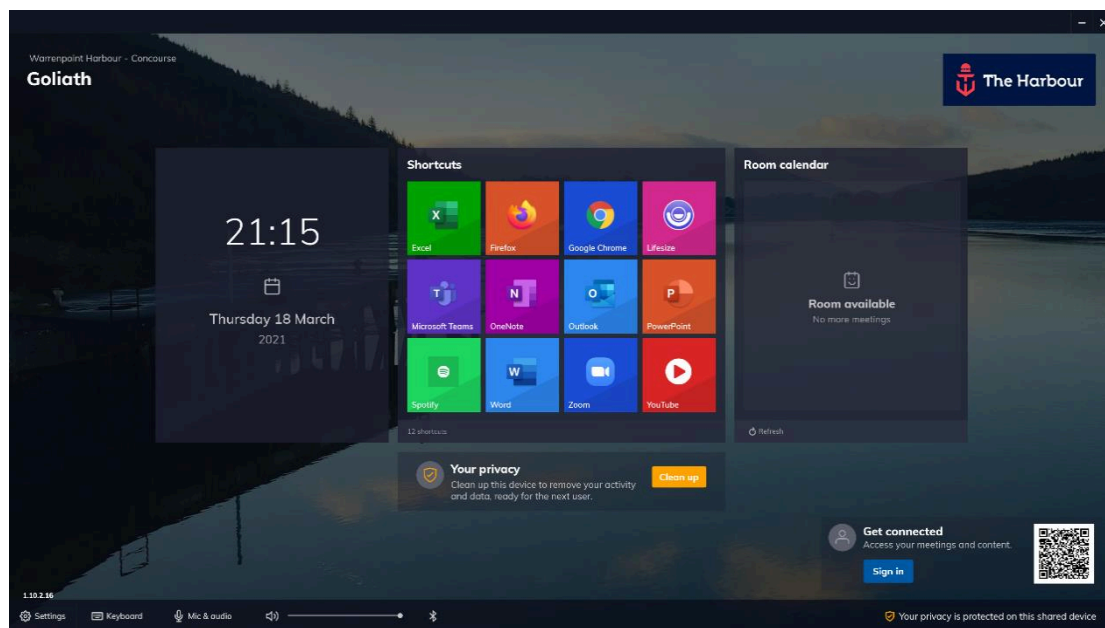 Warrenpoint Harbour - Concourse
Goliath
The Harbour
21:15
Thursday 18 March
2021
Shortcuts
X
Excel
Firefox
Google Chrome
Lifesize
T
Microsoft Teams
N
OneNote
O
Outlook
P
PowerPoint
Spotify
W
Word
Zoom
YouTube
12 shortcuts
Room calendar
Room available
No more meetings
Refresh
Your privacy
Clean up this device to remove your activity
and data, ready for the next user.
Clean up
Get connected
Access your meetings and content.
Sign in
1.10.2.16
Settings
Keyboard
Mic & audio
Your privacy is protected on this shared device